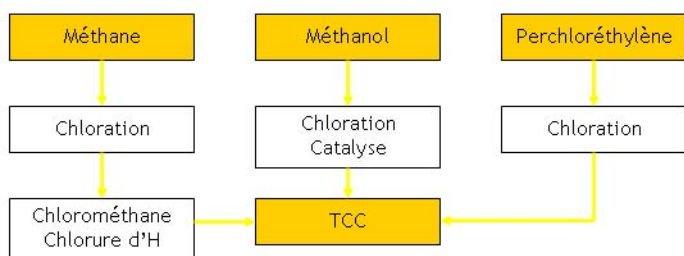 Méthane
Méthanol
Perchloréthylène
Chloration
Chloration
Catalyse
Chloration
Chlorométhane
Chlorure d'H
TCC